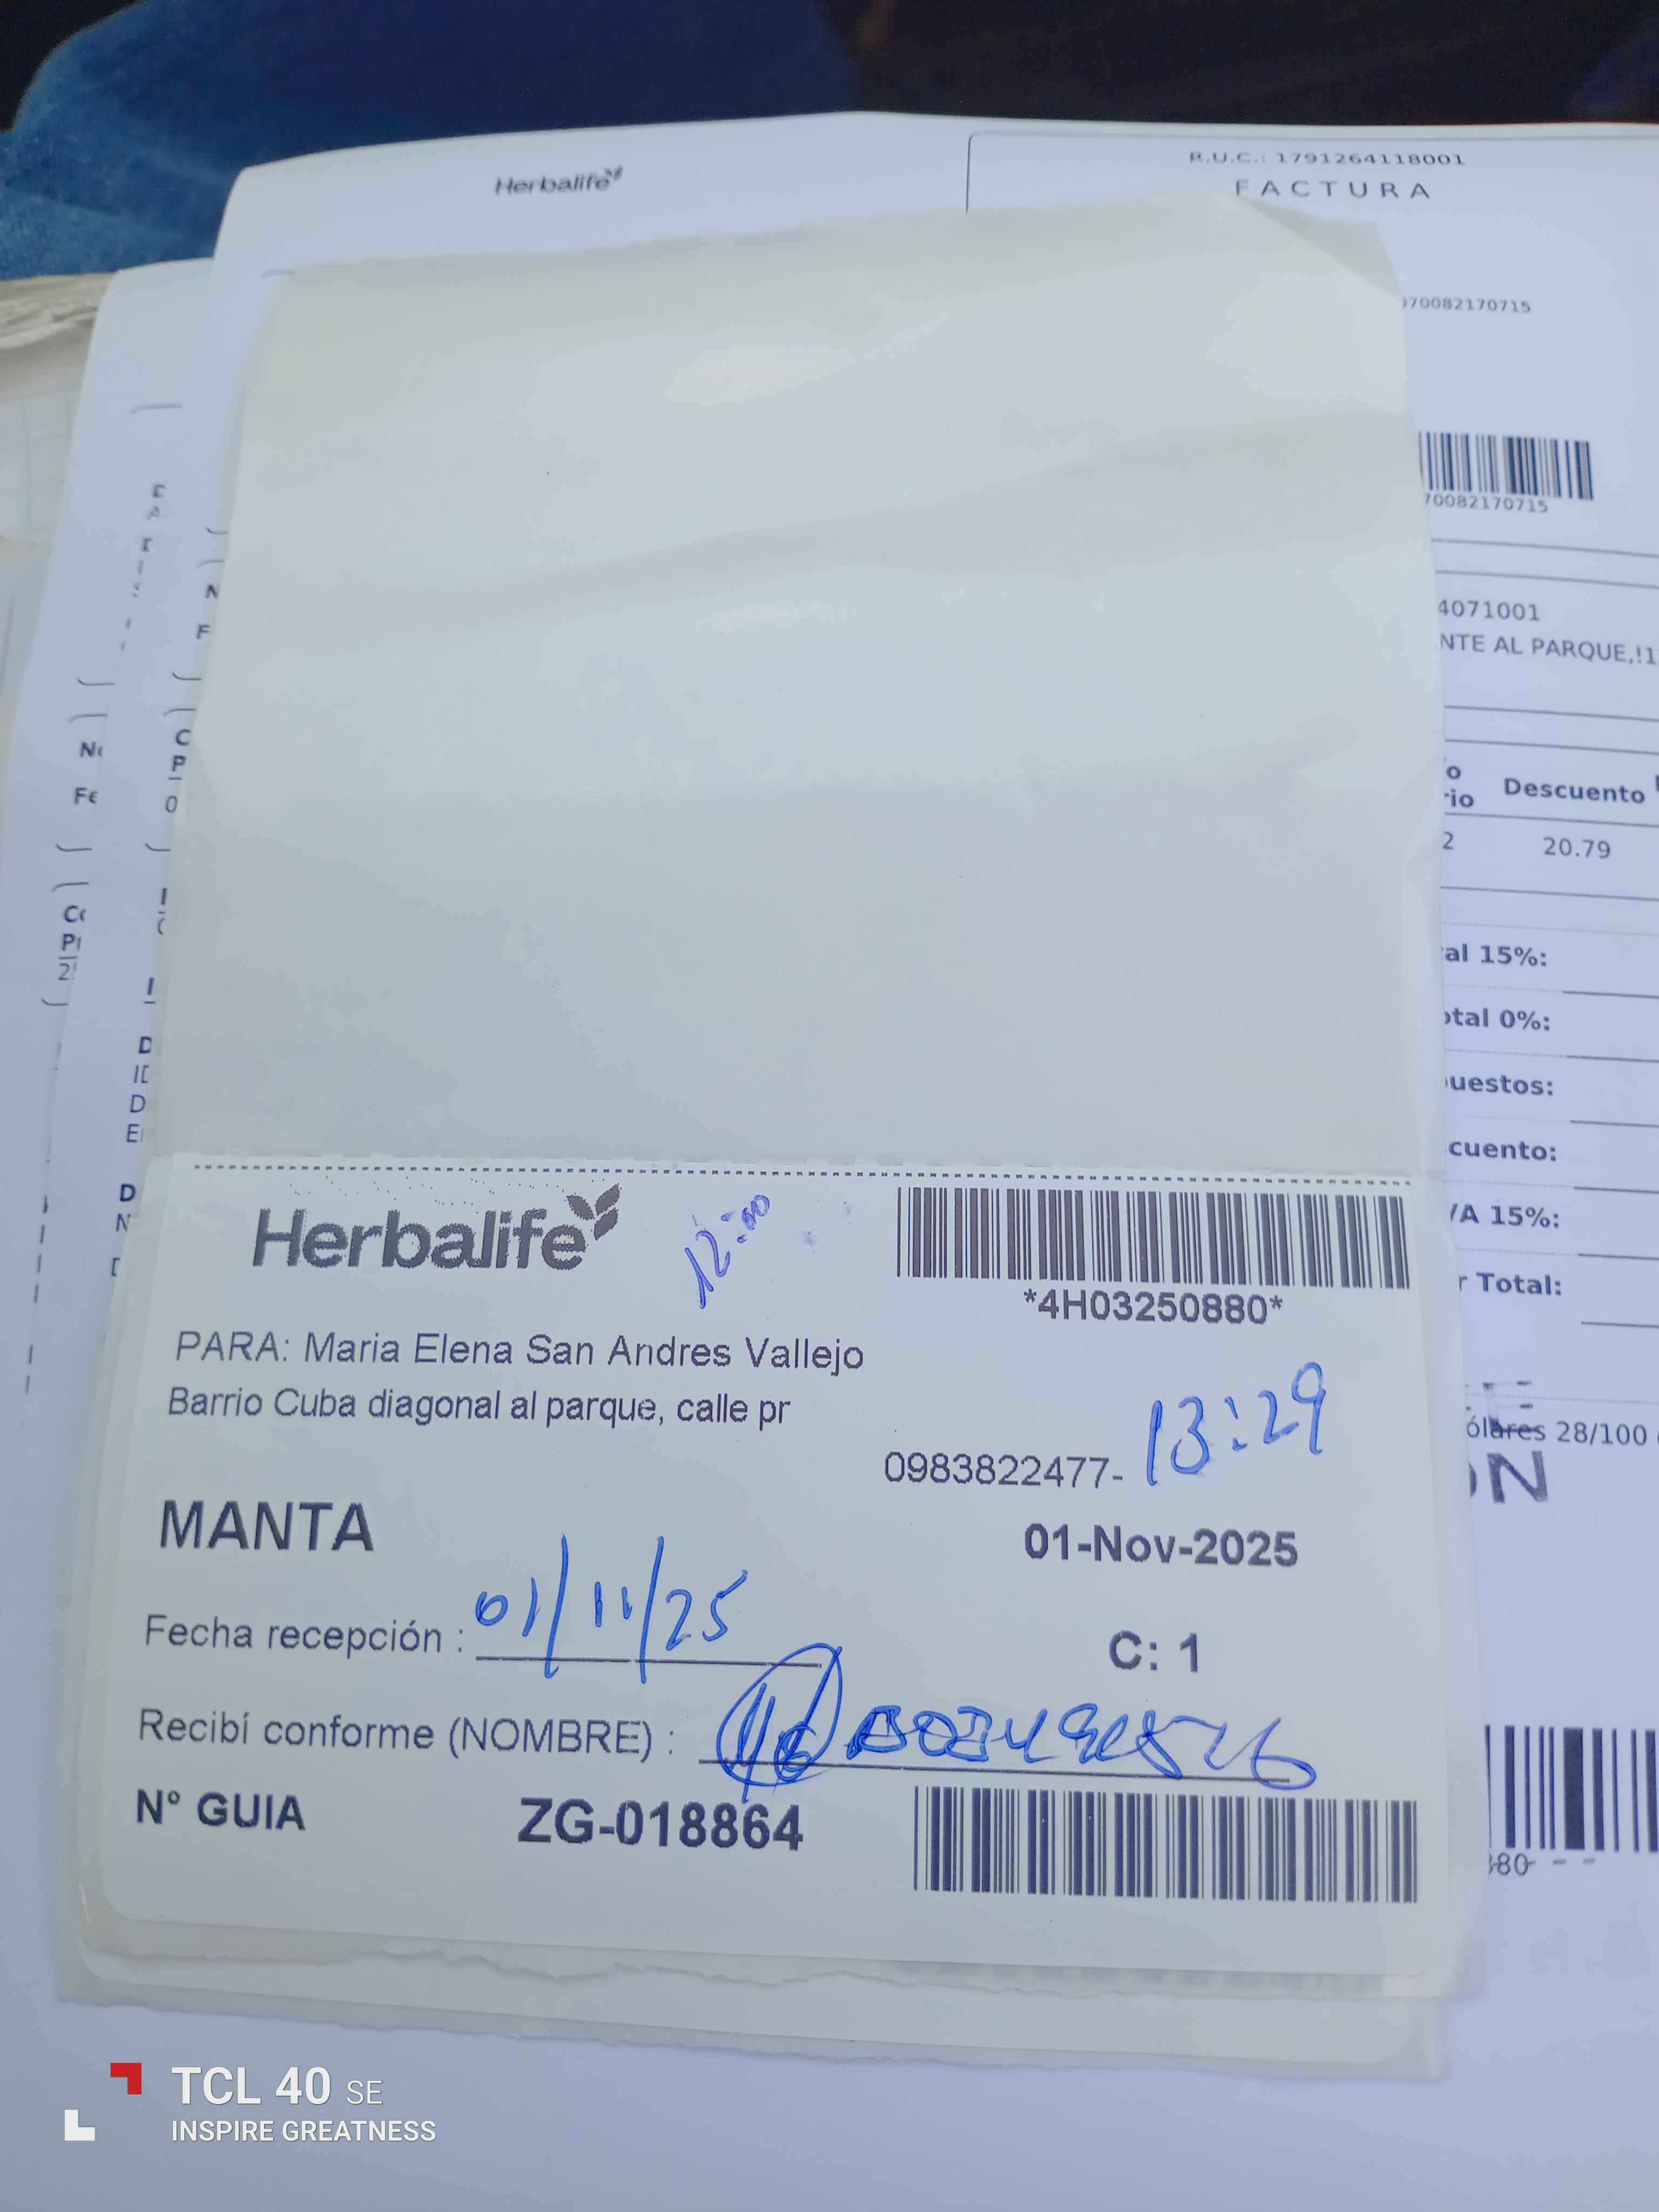 Herbalife
R.U.C.: 1791264118001
FACTURA
70082170715
70082170715
4071001
NTE AL PARQUE,!1
Descuento
20.79
al 15%:
tal 0%:
uestos:
cuento:
/A 15%:
r Total:
ólares 28/100
ON
Herbalife
12:00
*4H03250880*
PARA: Maria Elena San Andres Vallejo
Barrio Cuba diagonal al parque, calle pr
0983822477- 13:29
MANTA
01-Nov-2025
Fecha recepción : 01/11/25
C: 1
Recibí conforme (NOMBRE) :
N° GUIA ZG-018864
TCL 40 SE
INSPIRE GREATNESS